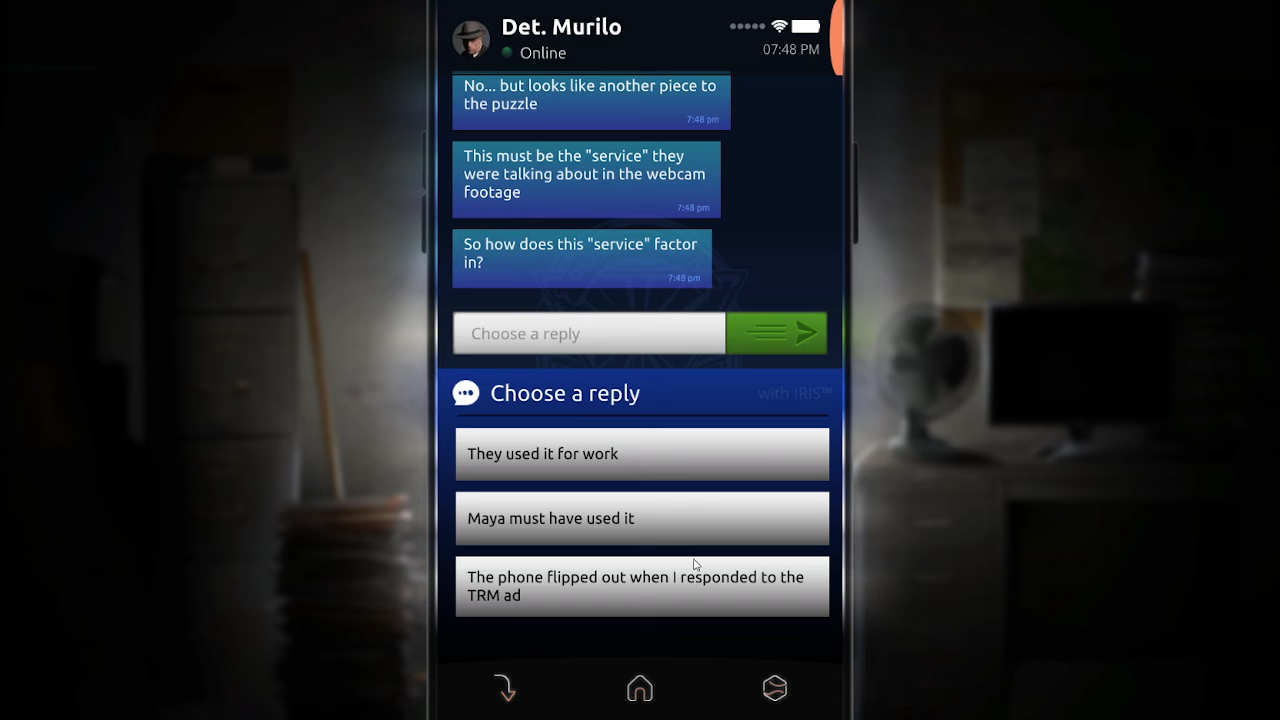 Det. Murilo
Online
07:48 PM
No... but looks like another piece to
the puzzle
7:48 pm
This must be the "service" they
were talking about in the webcam
footage
7:48 pm
So how does this "service" factor
in?
7:48 pm
Choose a reply
Choose a reply
with IRIS™
They used it for work
Maya must have used it
The phone flipped out when I responded to the
TRM ad